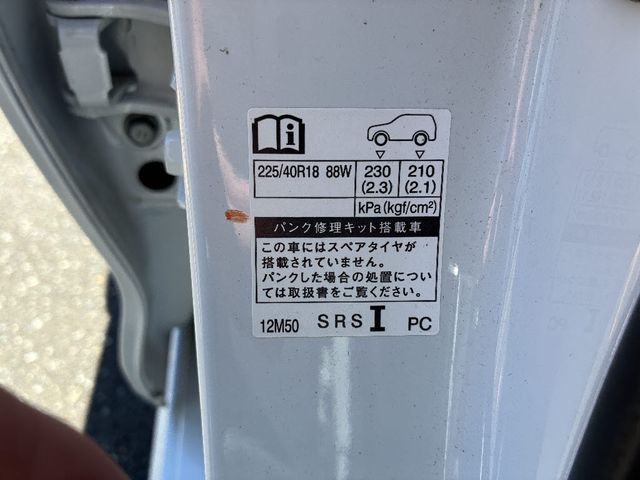 225/40R18 88W 230 210
(2.3) (2.1)
kPa(kgf/cm²)
パンク修理キット搭載車
この車にはスペアタイヤが
搭載されていません。
パンクした場合の処置につい
ては取扱書をご覧ください。
12M50 SRS I PC